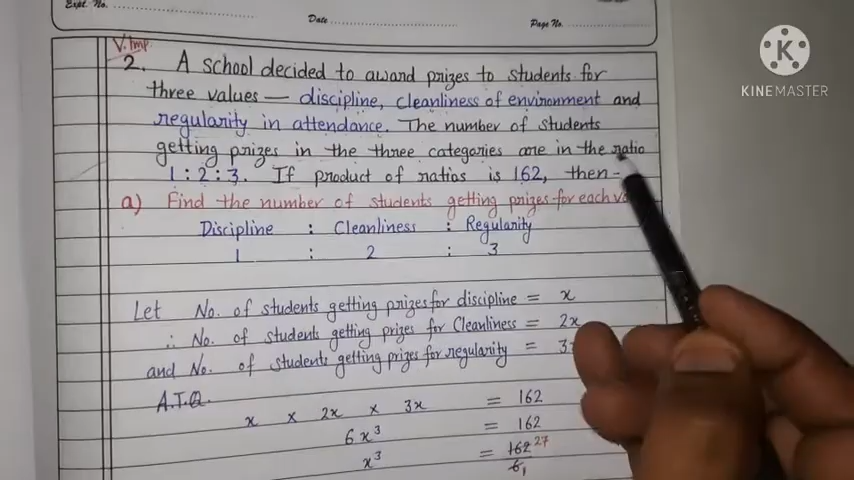 Expt. No.
Date
Page No.
V. Imp.
2. A school decided to award prizes to students for
three values — discipline, cleanliness of environment and
regularity in attendance. The number of students
getting prizes in the three categories are in the ratio
1 : 2 : 3. If product of ratios is 162, then -
a) Find the number of students getting prizes for each
Discipline : Cleanliness : Regularity
1 : 2 : 3
Let No. of students getting prizes for discipline = x
∴ No. of student getting prizes for Cleanliness = 2x
and No. of students getting prizes for regularity =
A.T.Q.
x × 2x × 3x = 162
6x³ = 162
x³ = 162 27
6 1
K
KINEMASTER